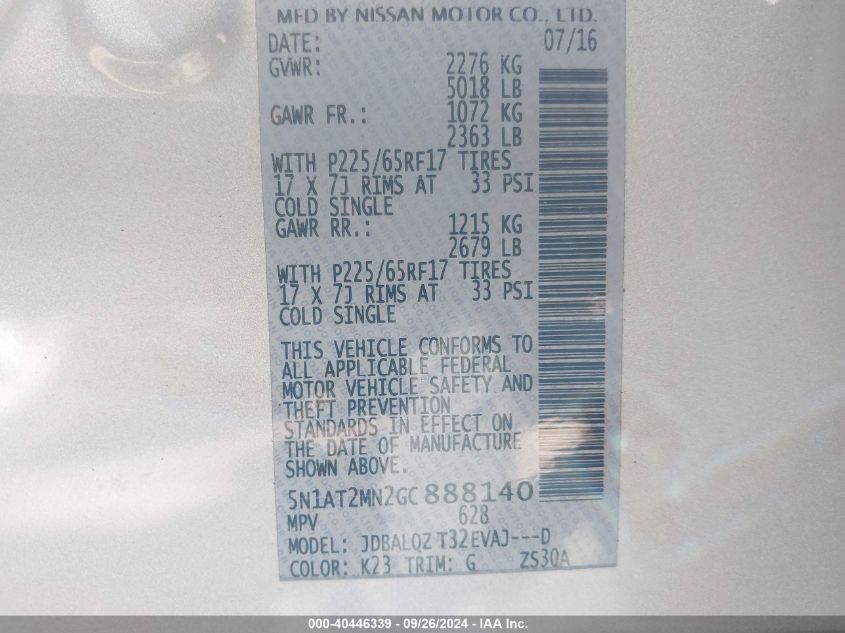 MFD BY NISSAN MOTOR CO., LTD.
DATE: 07/16
GVWR: 2276 KG
5018 LB
GAWR FR.: 1072 KG
2363 LB
WITH P225/65RF17 TIRES
17 X 7J RIMS AT 33 PSI
COLD SINGLE
GAWR RR.: 1215 KG
2679 LB
WITH P225/65RF17 TIRES
17 X 7J RIMS AT 33 PSI
COLD SINGLE
THIS VEHICLE CONFORMS TO
ALL APPLICABLE FEDERAL
MOTOR VEHICLE SAFETY AND
THEFT PREVENTION
STANDARDS IN EFFECT ON
THE DATE OF MANUFACTURE
SHOWN ABOVE.
5N1AT2MN2GC888140
MPV 628
MODEL: JDBALQZ T32EVAJ---D
COLOR: K23 TRIM: G ZS30A
000-40446339 - 09/26/2024 - IAA Inc.